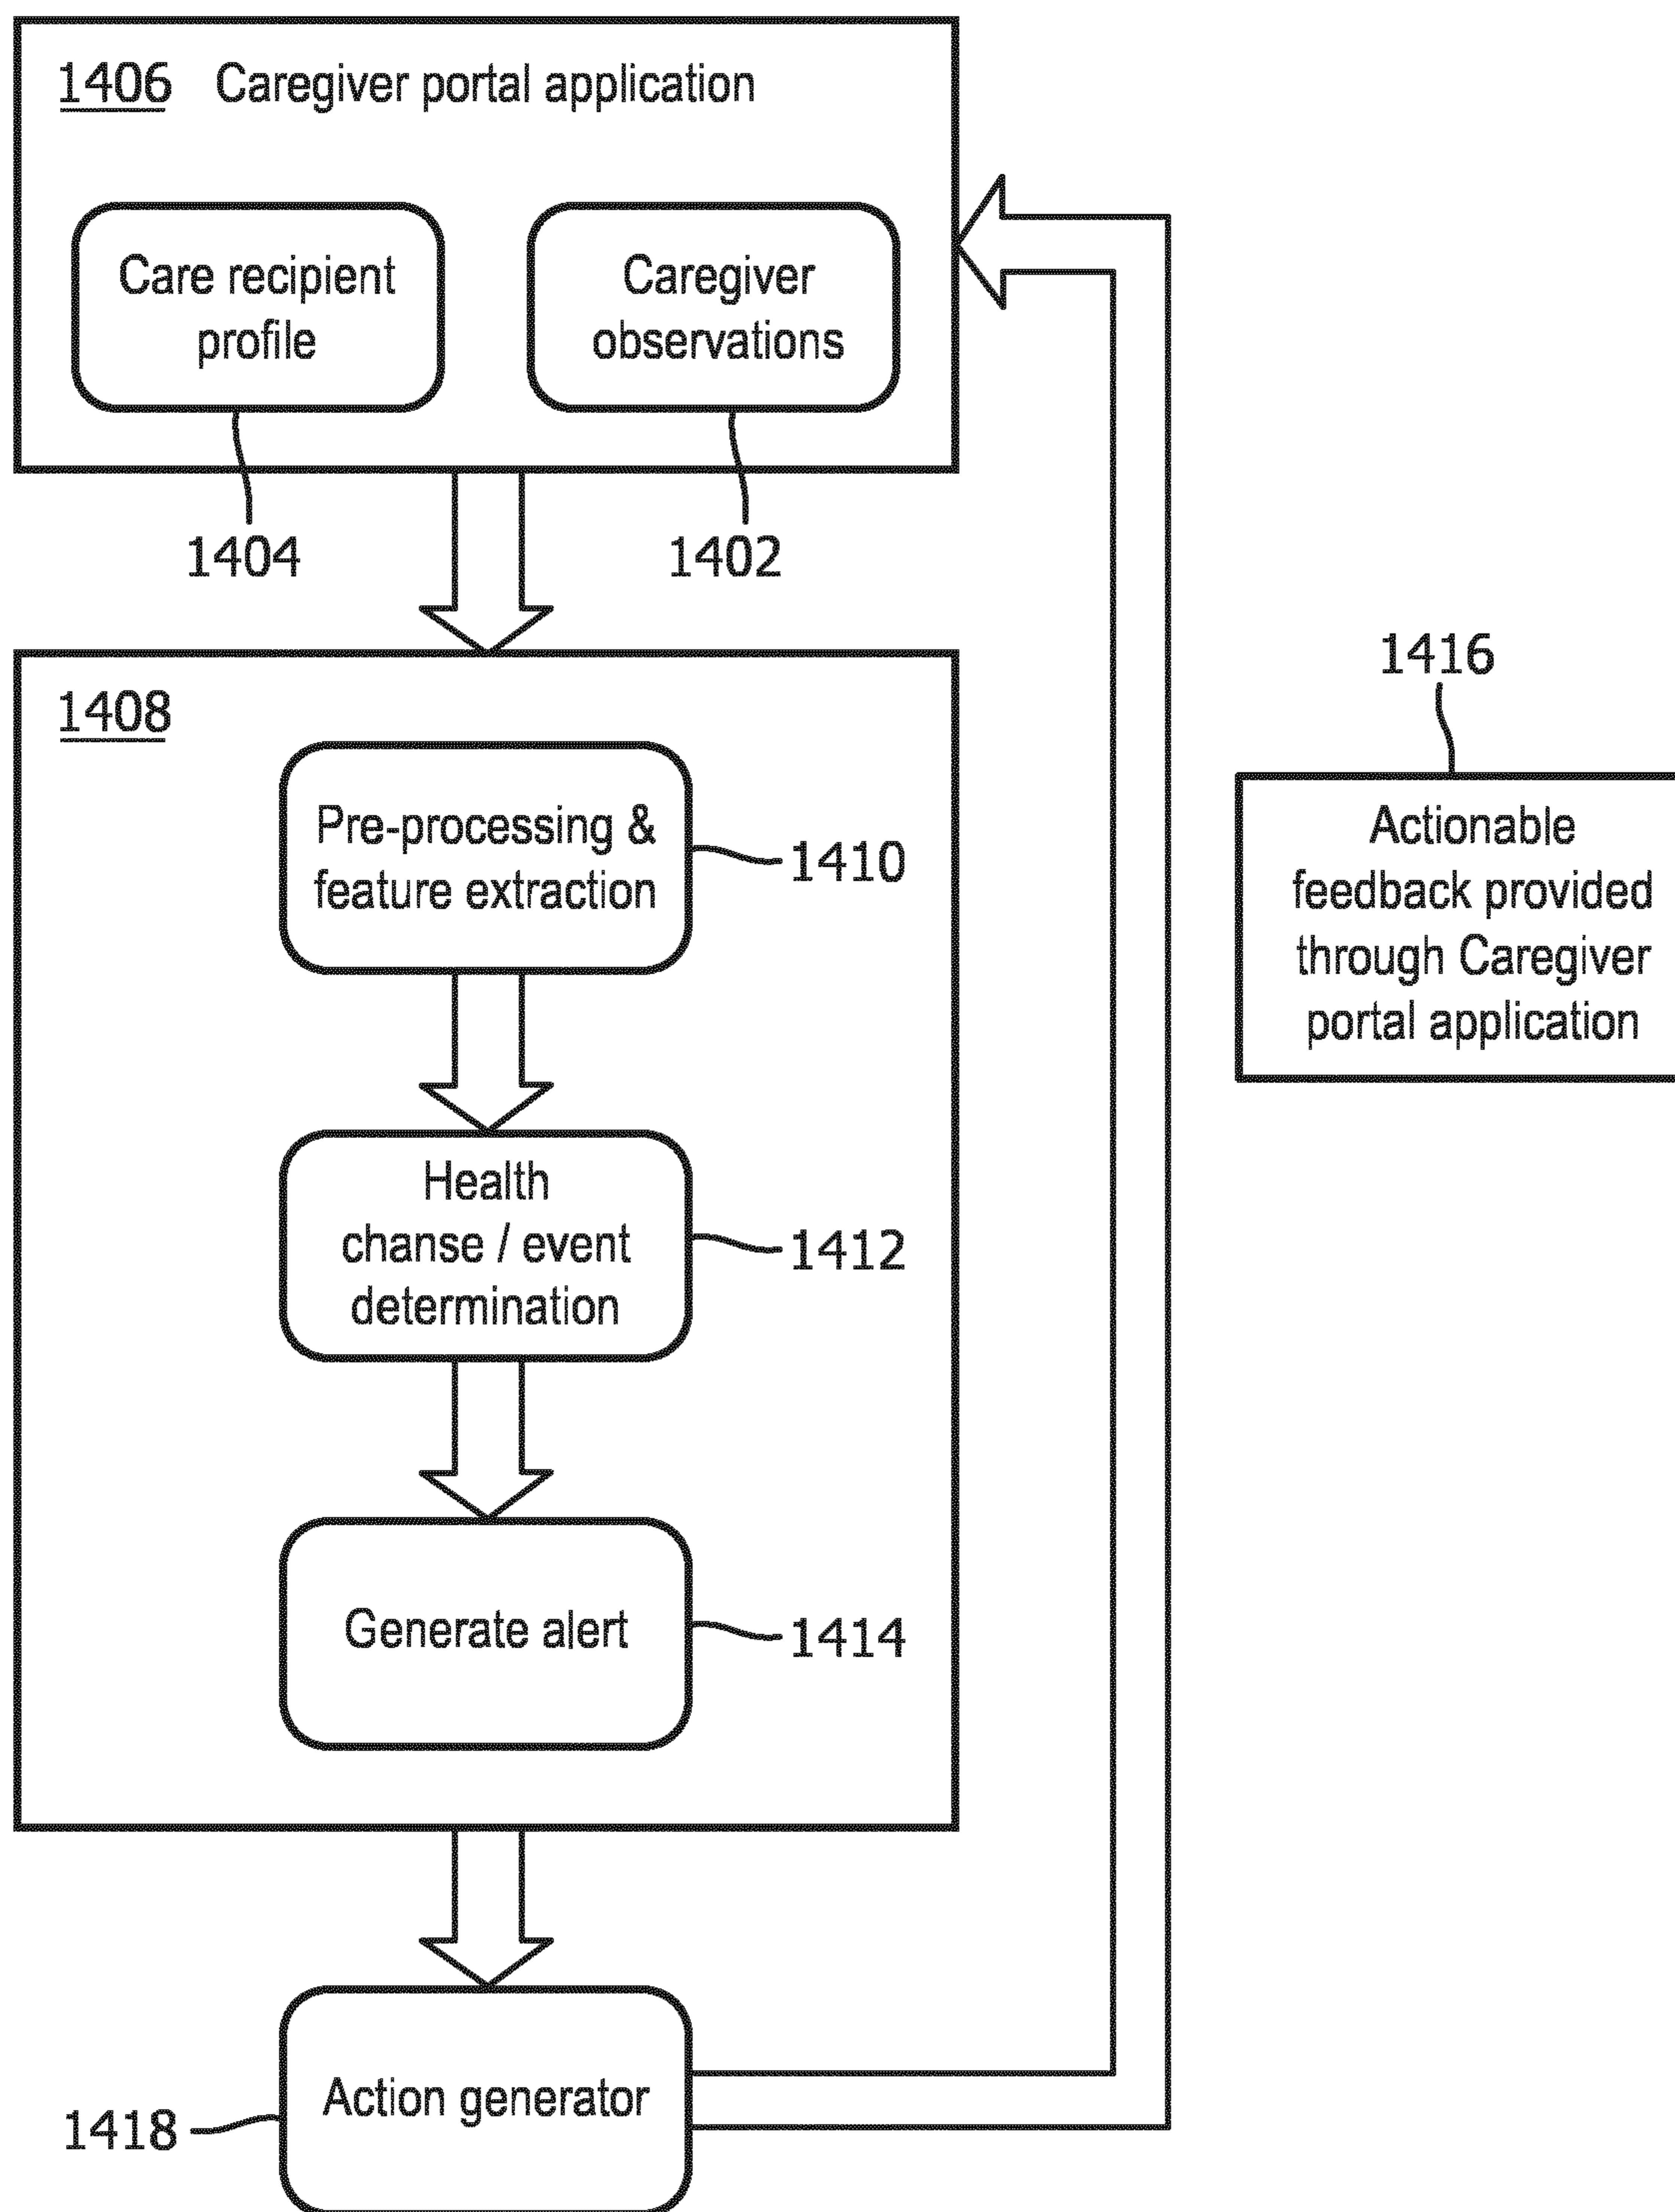 1406 Caregiver portal application
Care recipient
profile
Caregiver
observations
1404
1402
1408
Pre-processing &
feature extraction
1410
Health
chanse / event
determination
1412
Generate alert
1414
Action generator
1418
1416
Actionable
feedback provided
through Caregiver
portal application